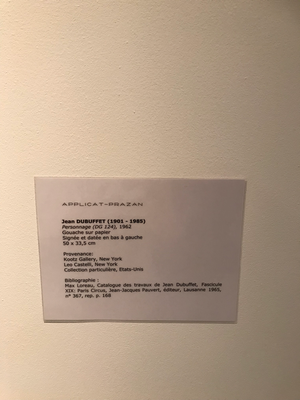 APPLICAT-PRAZAN
Jean DUBUFFET (1901 - 1985)
Personnage (DG 124), 1962
Gouache sur papier
Signée et datée en bas à gauche
50 x 33,5 cm
Provenance:
Kootz Gallery, New York
Leo Castelli, New York
Collection particulière, Etats-Unis
Bibliographie :
Max Loreau, Catalogue des travaux de Jean Dubuffet, Fascicule
XIX: Paris Circus, Jean-Jacques Pauvert, éditeur, Lausanne 1965,
n° 367, rep. p. 168